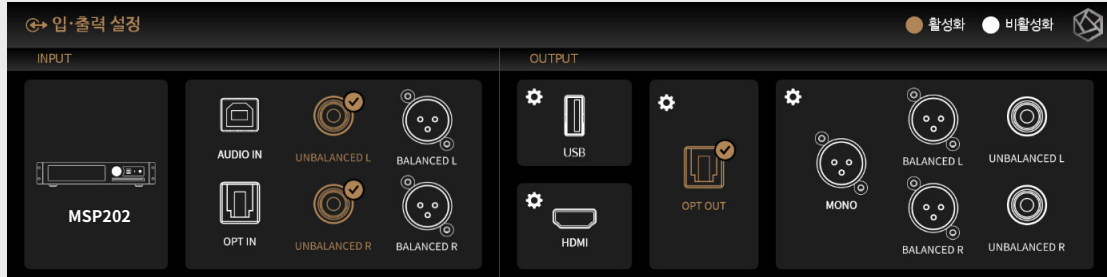 입·출력 설정
활성화
비활성화
INPUT
OUTPUT
MSP202
AUDIO IN
UNBALANCED L
BALANCED L
OPT IN
UNBALANCED R
BALANCED R
USB
HDMI
OPT OUT
MONO
BALANCED L
UNBALANCED L
BALANCED R
UNBALANCED R